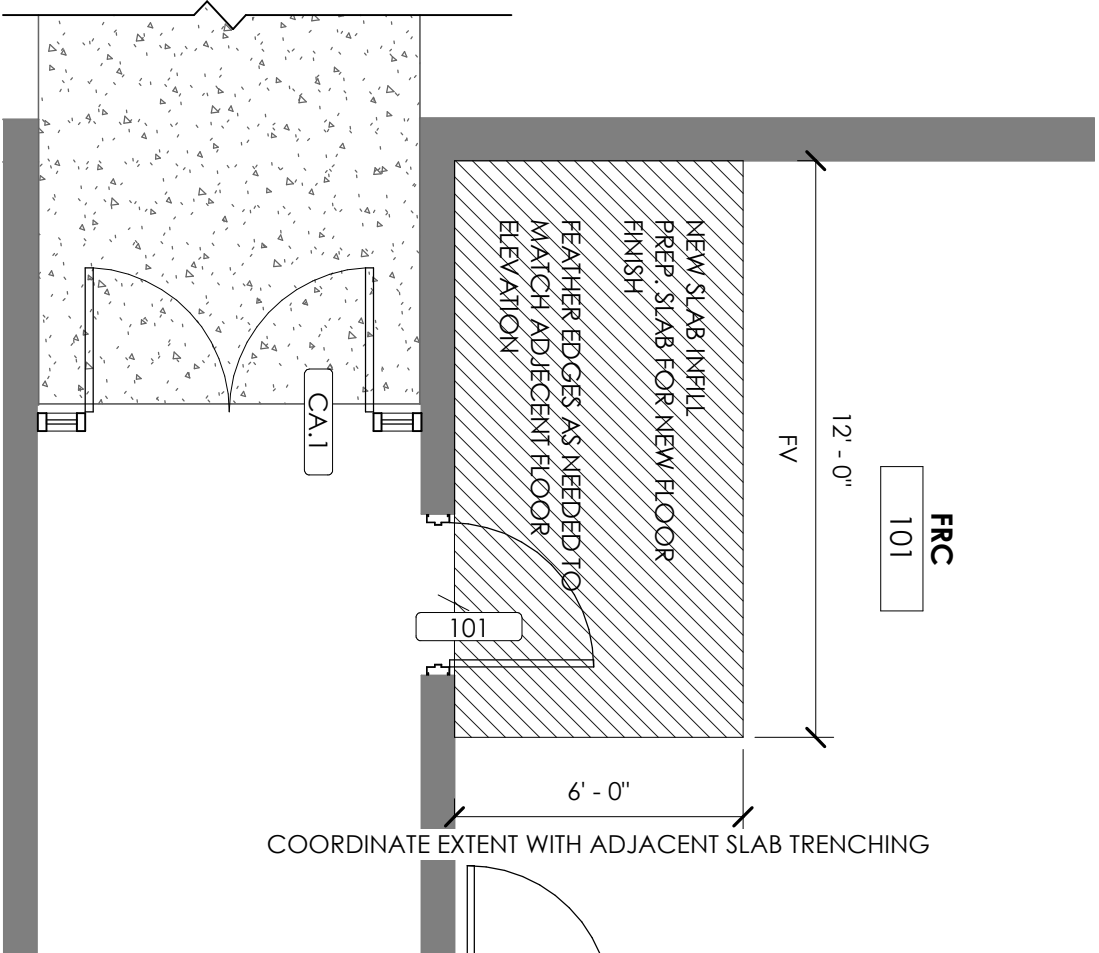 NEW SLAB INFILL
PREP. SLAB FOR NEW FLOOR
FINISH
FEATHER EDGES AS NEEDED TO
MATCH ADJECENT FLOOR
ELEVATION
12' - 0"
FV
FRC
101
CA.1
101
6' - 0"
COORDINATE EXTENT WITH ADJACENT SLAB TRENCHING